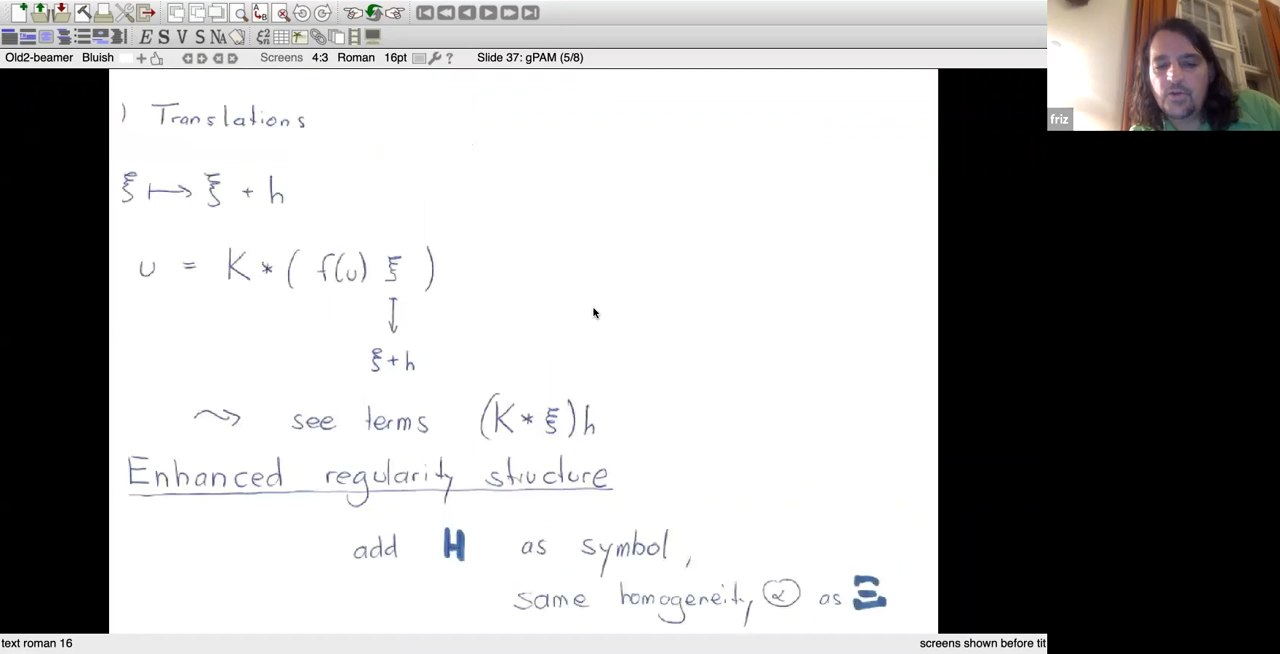 E S V S NA
Old2-beamer Bluish Screens 4:3 Roman 16pt ? Slide 37: gPAM (5/8)
friz
) Translations
ξ ↦ ξ + h
u = K * ( f(u) ξ )
↓
ξ + h
⇝ see terms (K * ξ) h
Enhanced regularity structure
add H as symbol,
same homogeneity α as Ξ
text roman 16 screens shown before tit